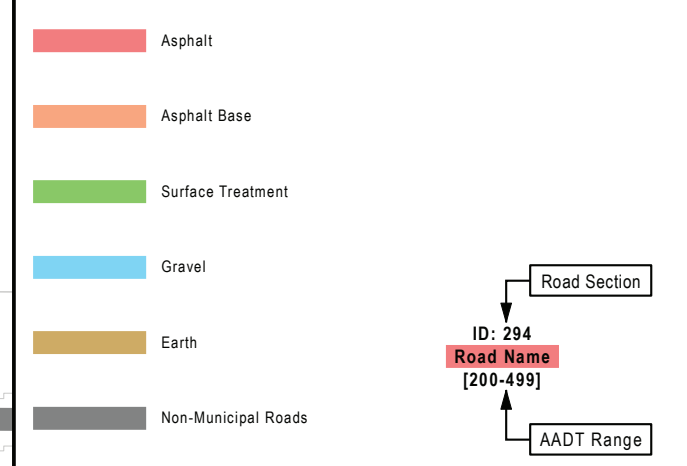 Asphalt
Asphalt Base
Surface Treatment
Gravel
Earth
Non-Municipal Roads
Road Section
ID: 294
Road Name
[200-499]
AADT Range